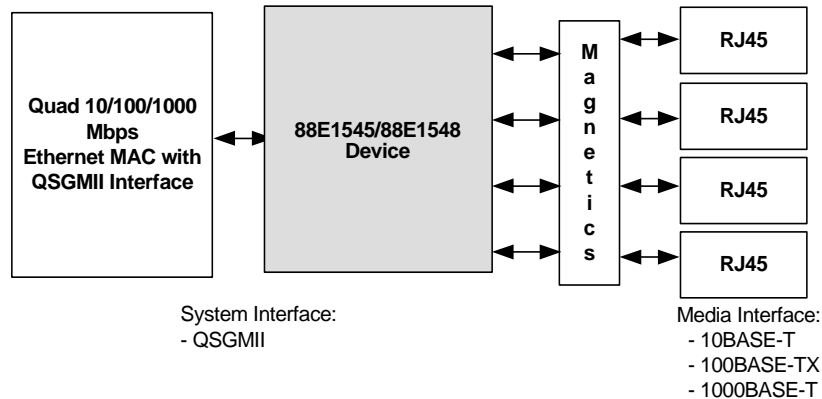 Quad 10/100/1000
Mbps
Ethernet MAC with
QSGMII Interface
88E1545/88E1548
Device
M
a
g
n
e
t
i
c
s
RJ45
RJ45
RJ45
RJ45
System Interface:
- QSGMII
Media Interface:
- 10BASE-T
- 100BASE-TX
- 1000BASE-T